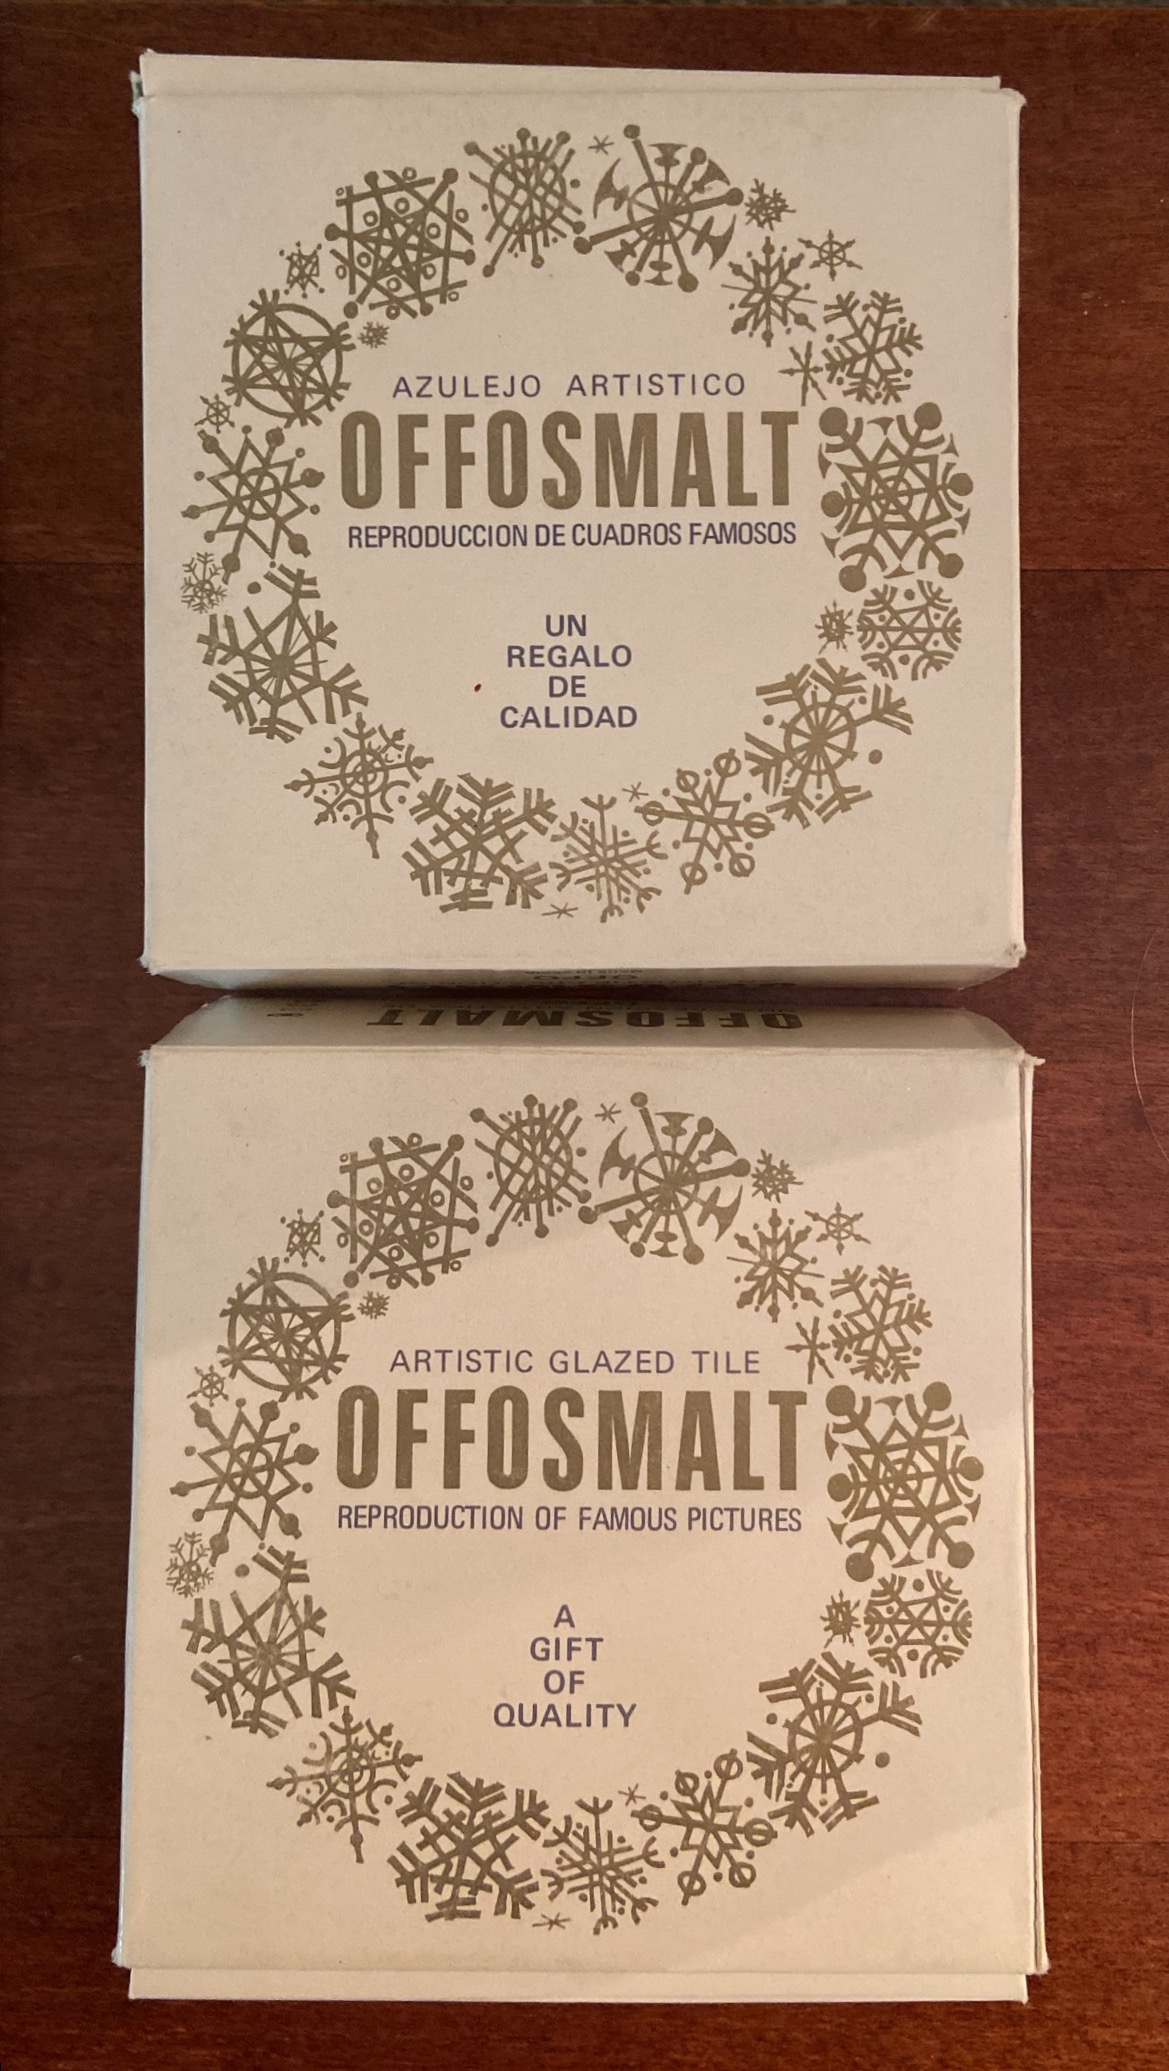 AZULEJO ARTISTICO
OFFOSMALT
REPRODUCCION DE CUADROS FAMOSOS
UN
REGALO
DE
CALIDAD
OFFOSMALT
ARTISTIC GLAZED TILE
OFFOSMALT
REPRODUCTION OF FAMOUS PICTURES
A
GIFT
OF
QUALITY